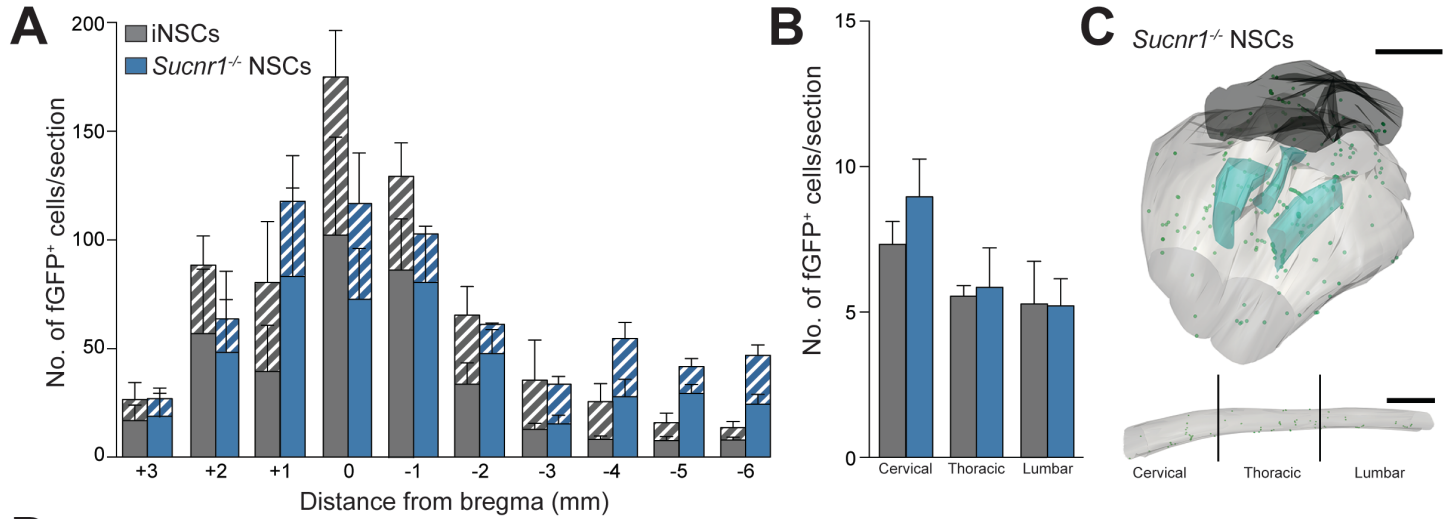 A
No. of fGFP⁺ cells/section
200
150
100
50
0
iNSCs
Sucnr1⁻/⁻ NSCs
+3 +2 +1 0 -1 -2 -3 -4 -5 -6
Distance from bregma (mm)
B
No. of fGFP⁺ cells/section
15
10
5
0
Cervical Thoracic Lumbar
C
Sucnr1⁻/⁻ NSCs
Cervical Thoracic Lumbar